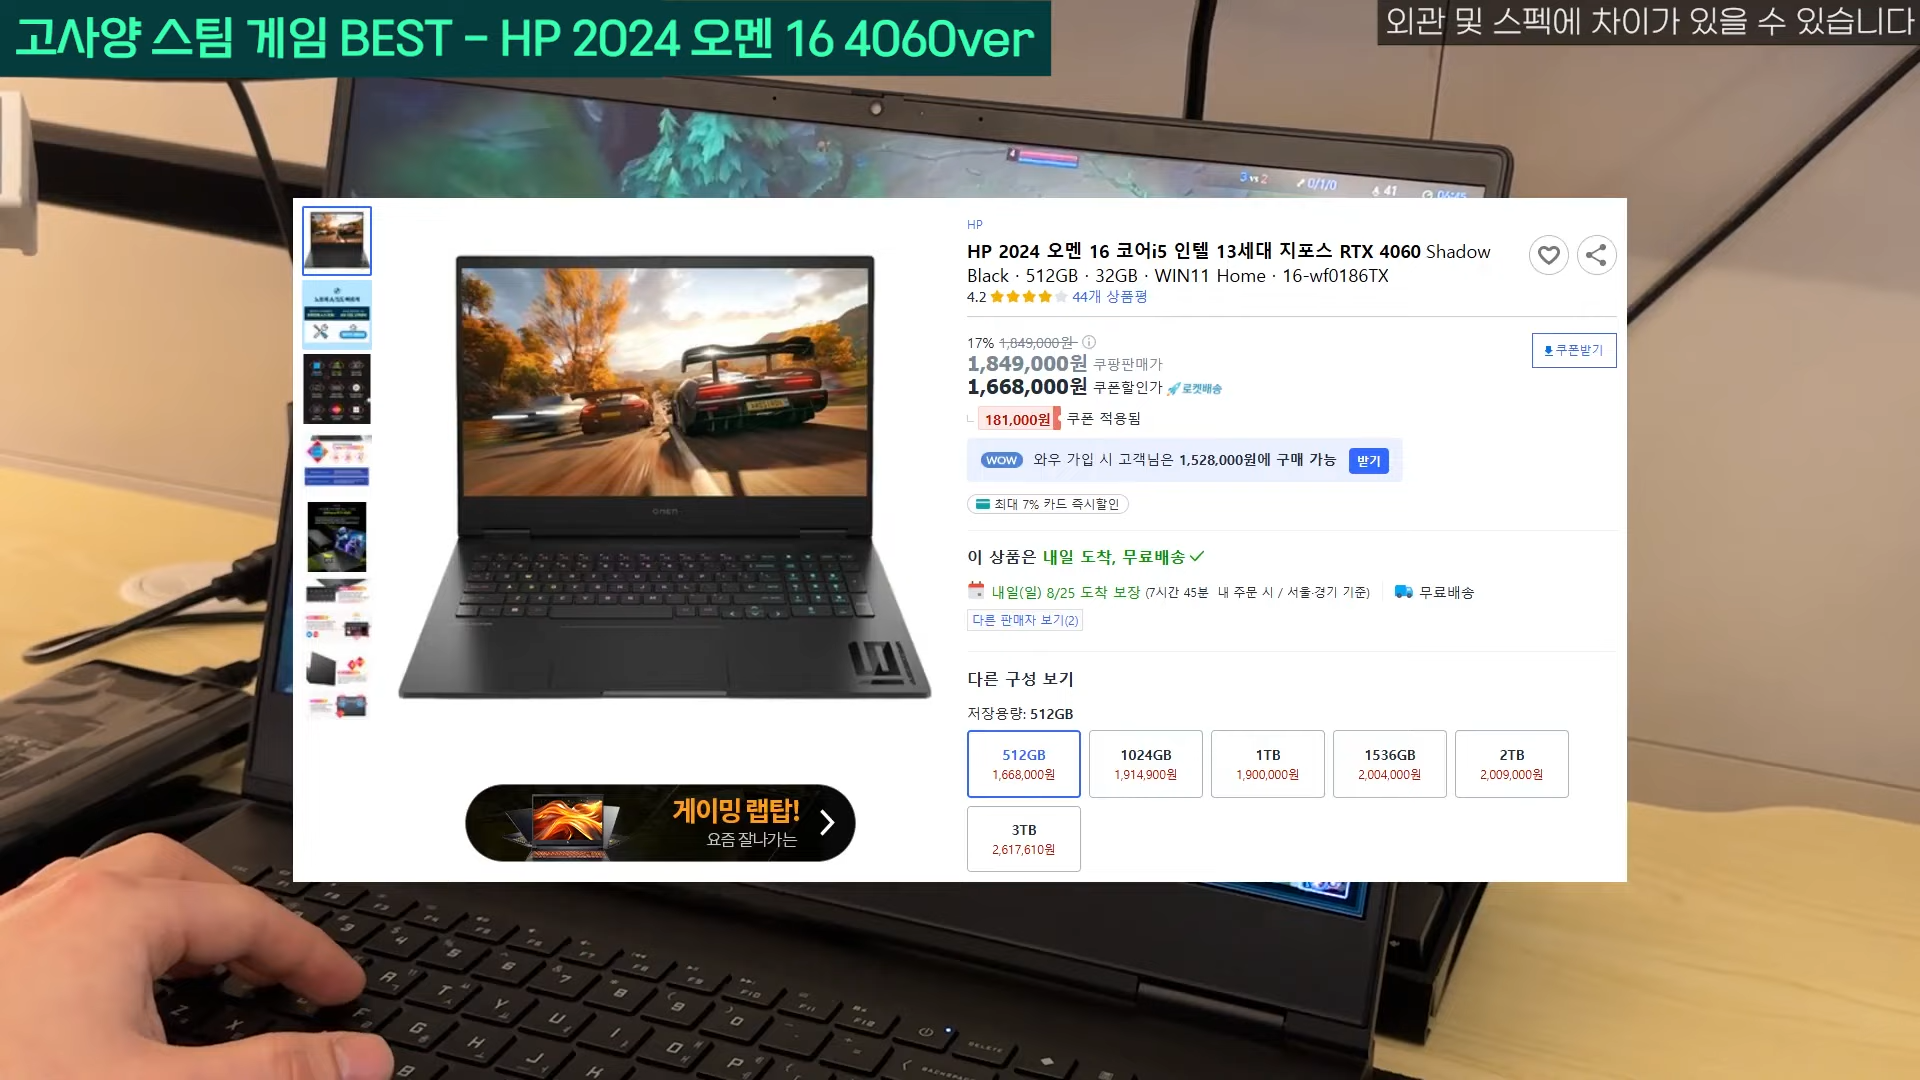 고사양 스팀 게임 BEST - HP 2024 오멘 16 4060ver
외관 및 스펙에 차이가 있을 수 있습니다
4
3 vs 2
0/1/0
41
HP
HP 2024 오멘 16 코어i5 인텔 13세대 지포스 RTX 4060 Shadow
Black · 512GB · 32GB · WIN11 Home · 16-wf0186TX
4.2 44개 상품평
17% 1,849,000원
쿠폰받기
1,849,000원 쿠팡판매가
1,668,000원 쿠폰할인가 로켓배송
181,000원 쿠폰 적용됨
WOW 와우 가입 시 고객님은 1,528,000원에 구매 가능 받기
최대 7% 카드 즉시할인
이 상품은 내일 도착, 무료배송
내일(일) 8/25 도착 보장 (7시간 45분 내 주문 시 / 서울·경기 기준) 무료배송
다른 판매자 보기(2)
다른 구성 보기
저장용량: 512GB
512GB
1,668,000원
1024GB
1,914,900원
1TB
1,900,000원
1536GB
2,004,000원
2TB
2,009,000원
3TB
2,617,610원
OMEN
게이밍 랩탑!
요즘 잘나가는
DELETE
BACKSPACE